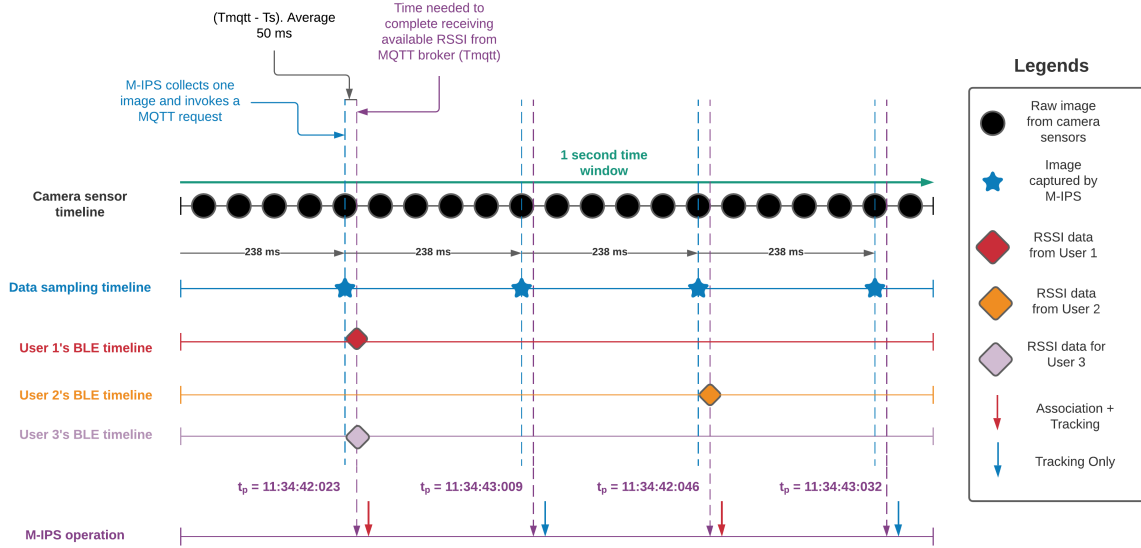 (Tmqtt - Ts). Average
50 ms
Time needed to
complete receiving
available RSSI from
MQTT broker (Tmqtt)
M-IPS collects one
image and invokes a
MQTT request
1 second time
window
Camera sensor
timeline
238 ms
238 ms
238 ms
238 ms
Data sampling timeline
User 1's BLE timeline
User 2's BLE timeline
User 3's BLE timeline
tp = 11:34:42:023
tp = 11:34:43:009
tp = 11:34:42:046
tp = 11:34:43:032
M-IPS operation
Legends
Raw image
from camera
sensors
Image
captured by
M-IPS
RSSI data
from User 1
RSSI data
from User 2
RSSI data for
User 3
Association +
Tracking
Tracking Only